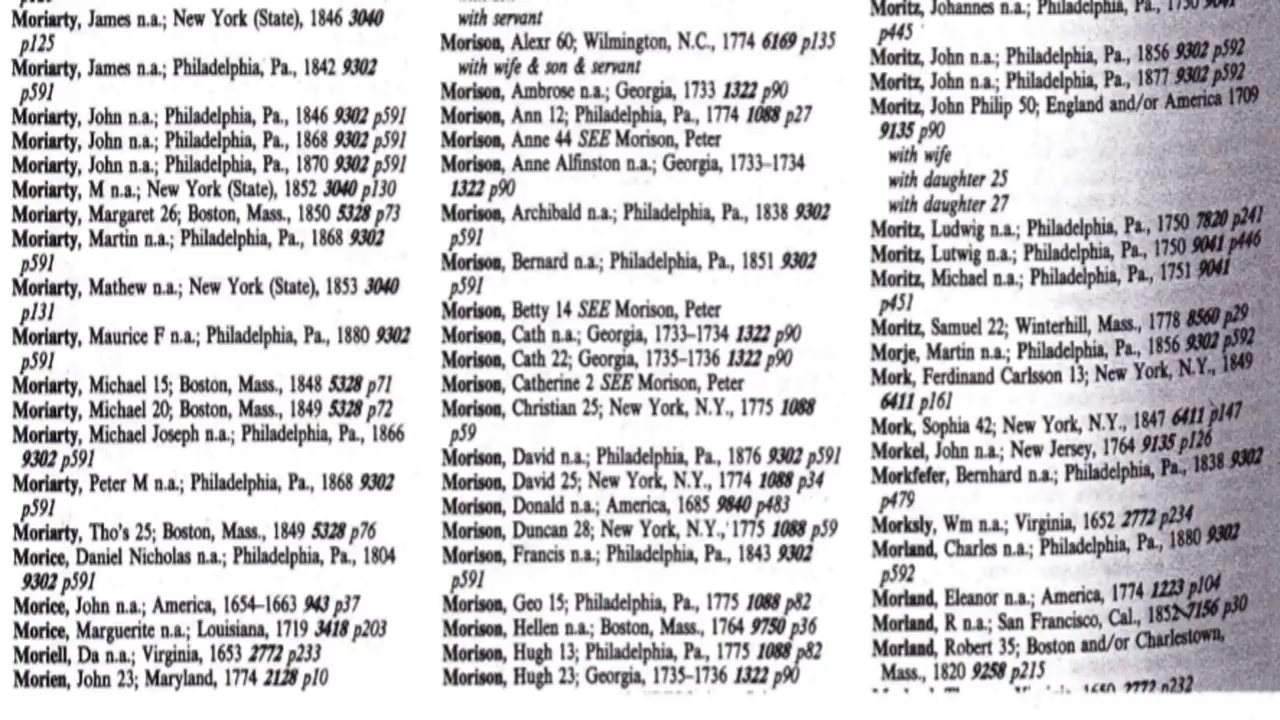 Moriarty, James n.a.; New York (State), 1846 3040
p125
Moriarty, James n.a.; Philadelphia, Pa., 1842 9302
p591
Moriarty, John n.a.; Philadelphia, Pa., 1846 9302 p591
Moriarty, John n.a.; Philadelphia, Pa., 1868 9302 p591
Moriarty, John n.a.; Philadelphia, Pa., 1870 9302 p591
Moriarty, M n.a.; New York (State), 1852 3040 p130
Moriarty, Margaret 26; Boston, Mass., 1850 5328 p73
Moriarty, Martin n.a.; Philadelphia, Pa., 1868 9302
p591
Moriarty, Mathew n.a.; New York (State), 1853 3040
p131
Moriarty, Maurice F n.a.; Philadelphia, Pa., 1880 9302
p591
Moriarty, Michael 15; Boston, Mass., 1848 5328 p71
Moriarty, Michael 20; Boston, Mass., 1849 5328 p72
Moriarty, Michael Joseph n.a.; Philadelphia, Pa., 1866
9302 p591
Moriarty, Peter M n.a.; Philadelphia, Pa., 1868 9302
p591
Moriarty, Tho's 25; Boston, Mass., 1849 5328 p76
Morice, Daniel Nicholas n.a.; Philadelphia, Pa., 1804
9302 p591
Morice, John n.a.; America, 1654–1663 943 p37
Morice, Marguerite n.a.; Louisiana, 1719 3418 p203
Moriell, Da n.a.; Virginia, 1653 2772 p233
Morien, John 23; Maryland, 1774 2128 p10
with servant
Morison, Alexr 60; Wilmington, N.C., 1774 6169 p135
with wife & son & servant
Morison, Ambrose n.a.; Georgia, 1733 1322 p90
Morison, Ann 12; Philadelphia, Pa., 1774 1088 p27
Morison, Anne 44 SEE Morison, Peter
Morison, Anne Alfinston n.a.; Georgia, 1733–1734
1322 p90
Morison, Archibald n.a.; Philadelphia, Pa., 1838 9302
p591
Morison, Bernard n.a.; Philadelphia, Pa., 1851 9302
p591
Morison, Betty 14 SEE Morison, Peter
Morison, Cath n.a.; Georgia, 1733–1734 1322 p90
Morison, Cath 22; Georgia, 1735–1736 1322 p90
Morison, Catherine 2 SEE Morison, Peter
Morison, Christian 25; New York, N.Y., 1775 1088
p59
Morison, David n.a.; Philadelphia, Pa., 1876 9302 p591
Morison, David 25; New York, N.Y., 1774 1088 p34
Morison, Donald n.a.; America, 1685 9840 p483
Morison, Duncan 28; New York, N.Y., 1775 1088 p59
Morison, Francis n.a.; Philadelphia, Pa., 1843 9302
p591
Morison, Geo 15; Philadelphia, Pa., 1775 1088 p82
Morison, Hellen n.a.; Boston, Mass., 1764 9750 p36
Morison, Hugh 13; Philadelphia, Pa., 1775 1088 p82
Morison, Hugh 23; Georgia, 1735–1736 1322 p90
Moritz, Johannes n.a.; Philadelphia, Pa., 1750 9041
p445
Moritz, John n.a.; Philadelphia, Pa., 1856 9302 p592
Moritz, John n.a.; Philadelphia, Pa., 1877 9302 p592
Moritz, John Philip 50; England and/or America 1709
9135 p90
with wife
with daughter 25
with daughter 27
Moritz, Ludwig n.a.; Philadelphia, Pa., 1750 7820 p241
Moritz, Lutwig n.a.; Philadelphia, Pa., 1750 9041 p446
Moritz, Michael n.a.; Philadelphia, Pa., 1751 9041
p451
Moritz, Samuel 22; Winterhill, Mass., 1778 8560 p29
Morje, Martin n.a.; Philadelphia, Pa., 1856 9302 p592
Mork, Ferdinand Carlsson 13; New York, N.Y., 1849
6411 p161
Mork, Sophia 42; New York, N.Y., 1847 6411 p147
Morkel, John n.a.; New Jersey, 1764 9135 p126
Morkfefer, Bernhard n.a.; Philadelphia, Pa., 1838 9302
p479
Morksly, Wm n.a.; Virginia, 1652 2772 p234
Morland, Charles n.a.; Philadelphia, Pa., 1880 9302
p592
Morland, Eleanor n.a.; America, 1774 1223 p104
Morland, R n.a.; San Francisco, Cal., 1852 7156 p30
Morland, Robert 35; Boston and/or Charlestown,
Mass., 1820 9258 p215
2772 p232